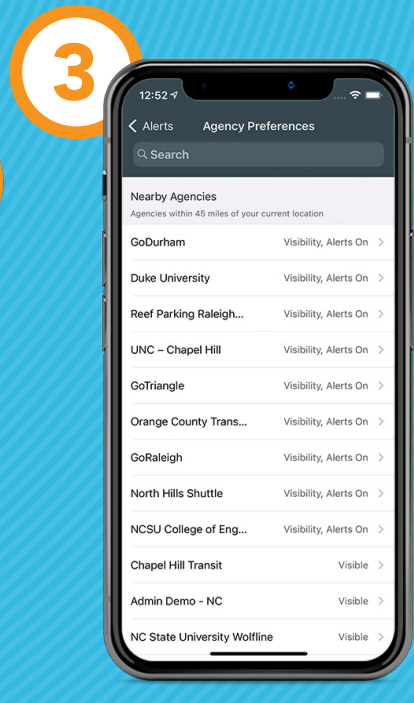 3
12:52
Alerts
Agency Preferences
Search
Nearby Agencies
Agencies within 45 miles of your current location
GoDurham Visibility, Alerts On
Duke University Visibility, Alerts On
Reef Parking Raleigh... Visibility, Alerts On
UNC – Chapel Hill Visibility, Alerts On
GoTriangle Visibility, Alerts On
Orange County Trans... Visibility, Alerts On
GoRaleigh Visibility, Alerts On
North Hills Shuttle Visibility, Alerts On
NCSU College of Eng... Visibility, Alerts On
Chapel Hill Transit Visible
Admin Demo - NC Visible
NC State University Wolfline Visible